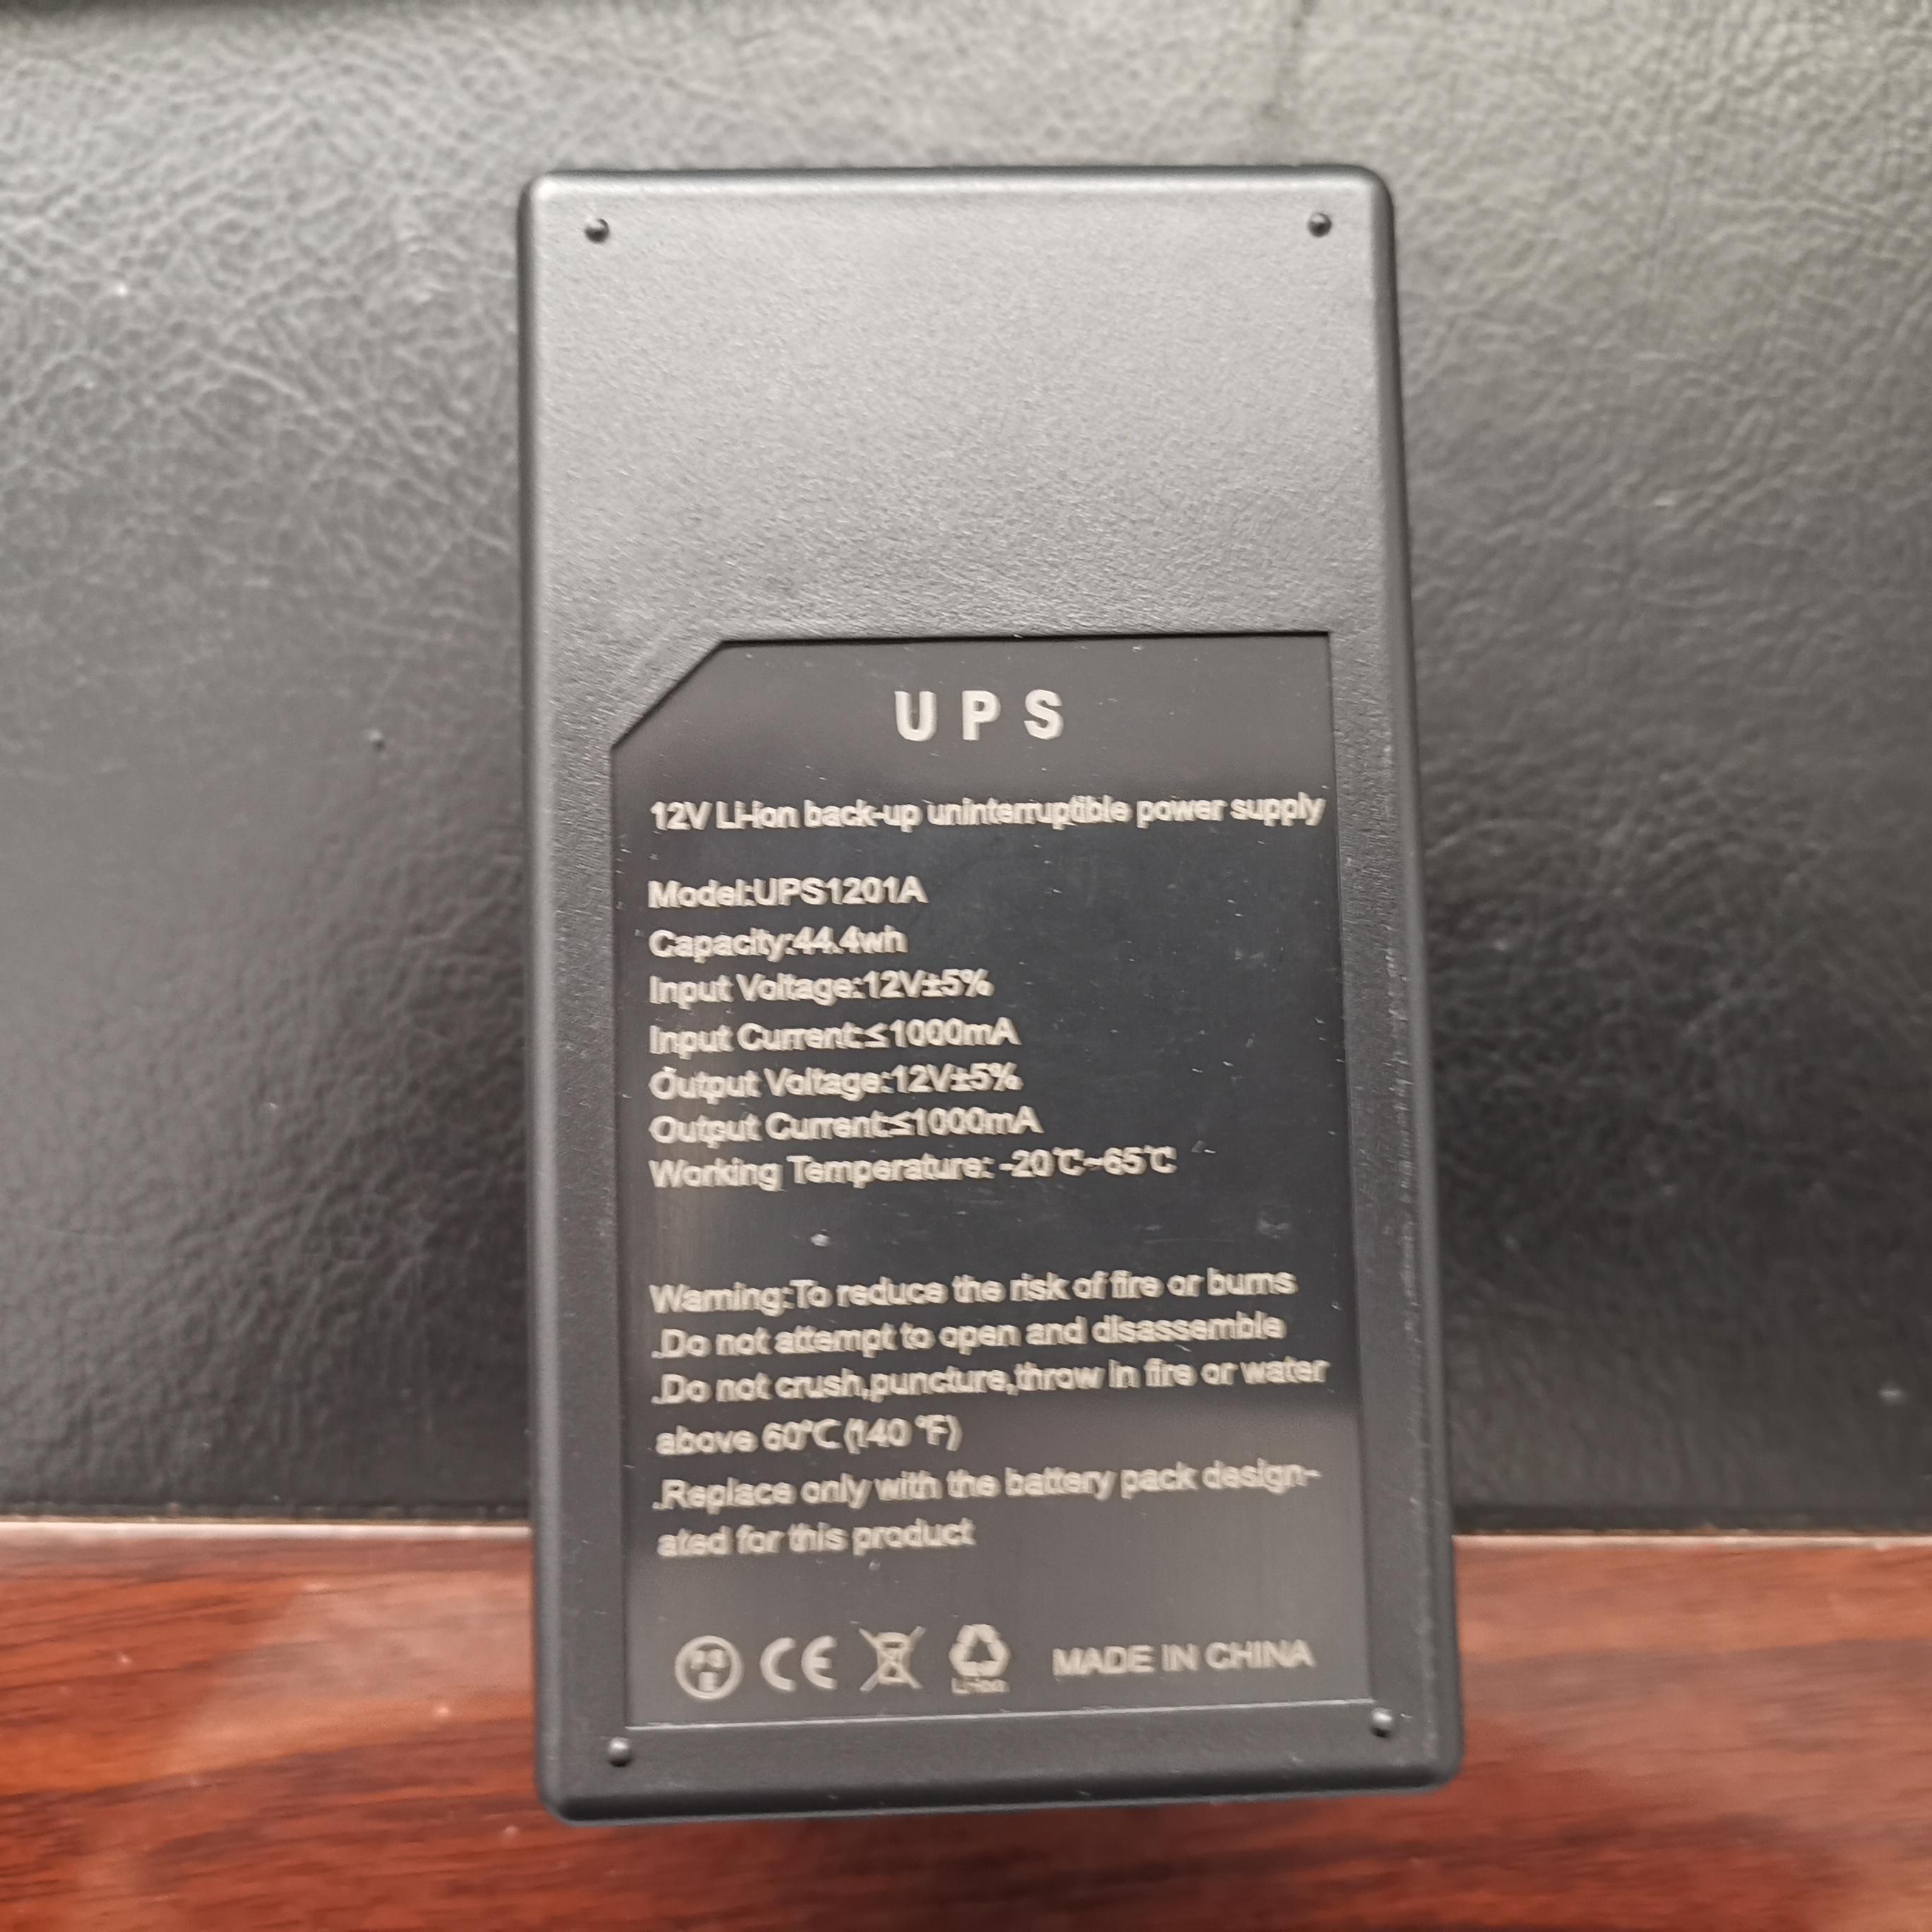 UPS
12V Li-ion back-up uninterruptible power supply
Model:UPS1201A
Capacity:44.4wh
Input Voltage:12V±5%
Input Current:≤1000mA
Output Voltage:12V±5%
Output Current:≤1000mA
Working Temperature: -20℃~65℃
Warning:To reduce the risk of fire or burns
.Do not attempt to open and disassemble
.Do not crush,puncture,throw in fire or water
above 60℃(140 ℉)
.Replace only with the battery pack design-
ated for this product
PS E CE Li-ion MADE IN CHINA